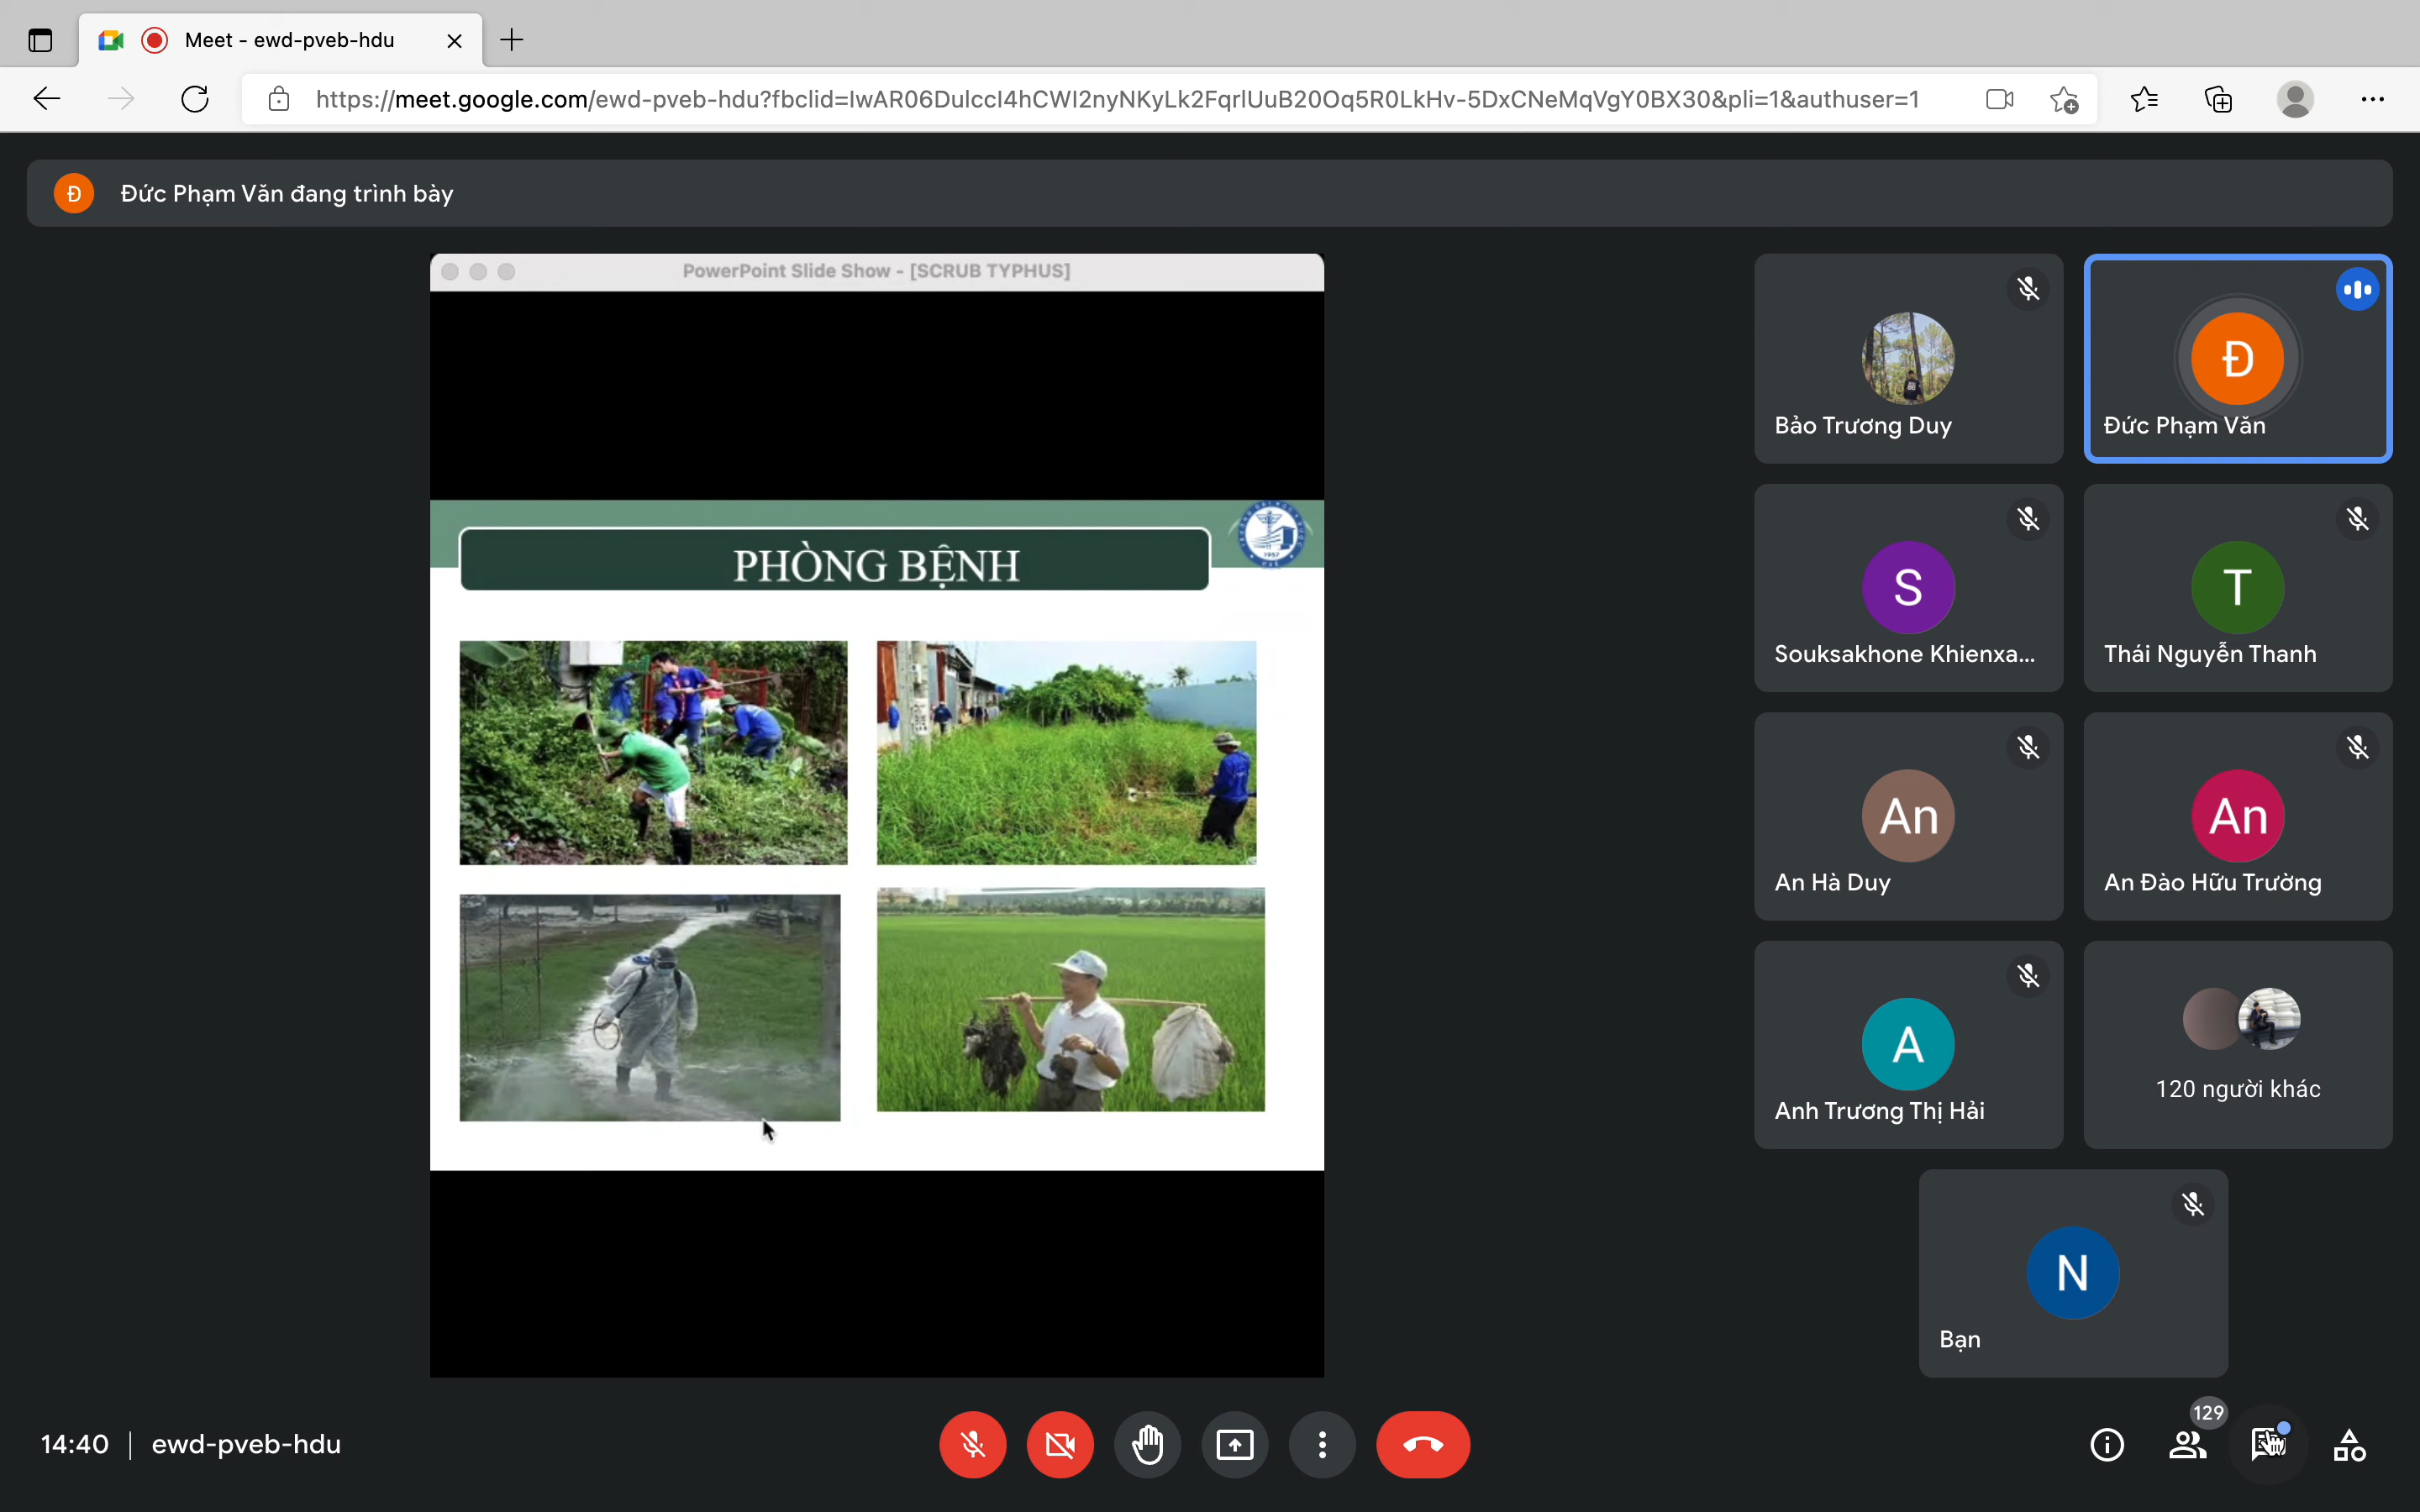 Meet - ewd-pveb-hdu
https://meet.google.com/ewd-pveb-hdu?fbclid=IwAR06DulccI4hCWI2nyNKyLk2FqrIUuB20Oq5R0LkHv-5DxCNeMqVgY0BX30&pli=1&authuser=1
Đ Đức Phạm Văn đang trình bày
PowerPoint Slide Show - [SCRUB TYPHUS]
PHÒNG BỆNH
1957
Bảo Trương Duy
Đ
Đức Phạm Văn
S
Souksakhone Khienxa...
T
Thái Nguyễn Thanh
An
An Hà Duy
An
An Đào Hữu Trường
A
Anh Trương Thị Hải
120 người khác
N
Bạn
14:40 | ewd-pveb-hdu
129